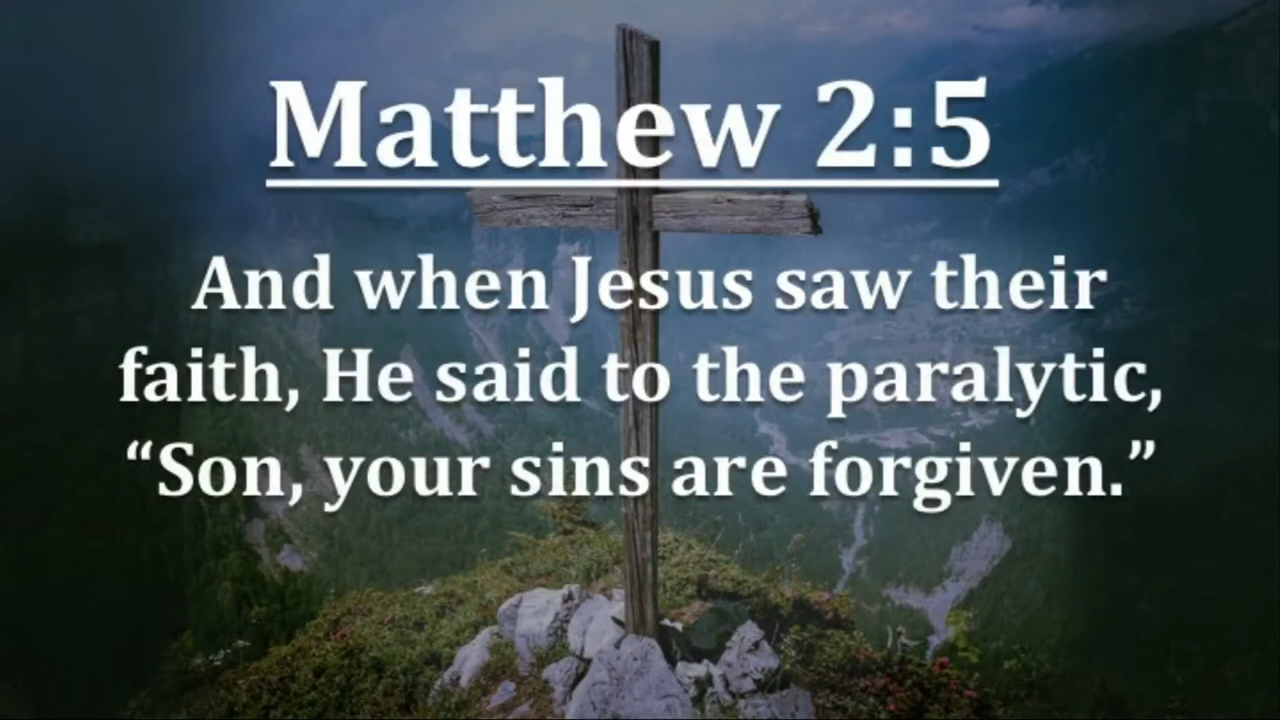 Matthew 2:5
And when Jesus saw their
faith, He said to the paralytic,
“Son, your sins are forgiven.”